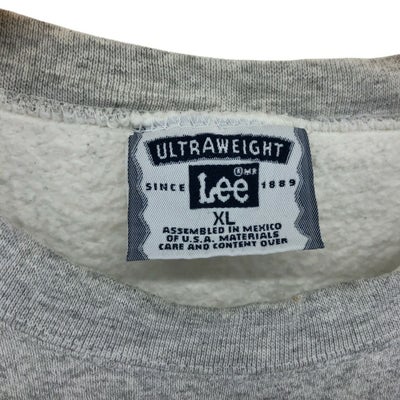 ULTRAWEIGHT
® MR
SINCE Lee 1889
XL
ASSEMBLED IN MEXICO
OF U.S.A. MATERIALS
CARE AND CONTENT OVER